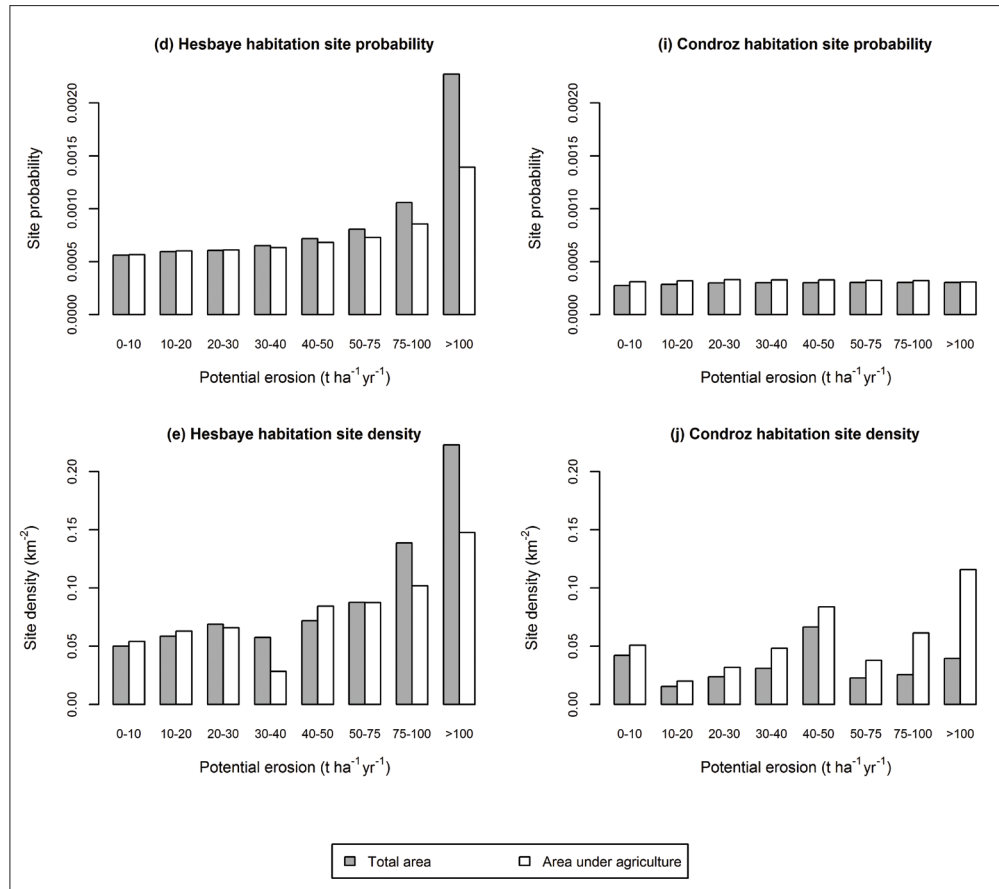 (d) Hesbaye habitation site probability
Site probability
0.0000 0.0005 0.0010 0.0015 0.0020
0-10 10-20 20-30 30-40 40-50 50-75 75-100 >100
Potential erosion (t ha⁻¹ yr⁻¹)
(i) Condroz habitation site probability
Site probability
0.0000 0.0005 0.0010 0.0015 0.0020
0-10 10-20 20-30 30-40 40-50 50-75 75-100 >100
Potential erosion (t ha⁻¹ yr⁻¹)
(e) Hesbaye habitation site density
Site density (km⁻²)
0.00 0.05 0.10 0.15 0.20
0-10 10-20 20-30 30-40 40-50 50-75 75-100 >100
Potential erosion (t ha⁻¹ yr⁻¹)
(j) Condroz habitation site density
Site density (km⁻²)
0.00 0.05 0.10 0.15 0.20
0-10 10-20 20-30 30-40 40-50 50-75 75-100 >100
Potential erosion (t ha⁻¹ yr⁻¹)
Total area
Area under agriculture